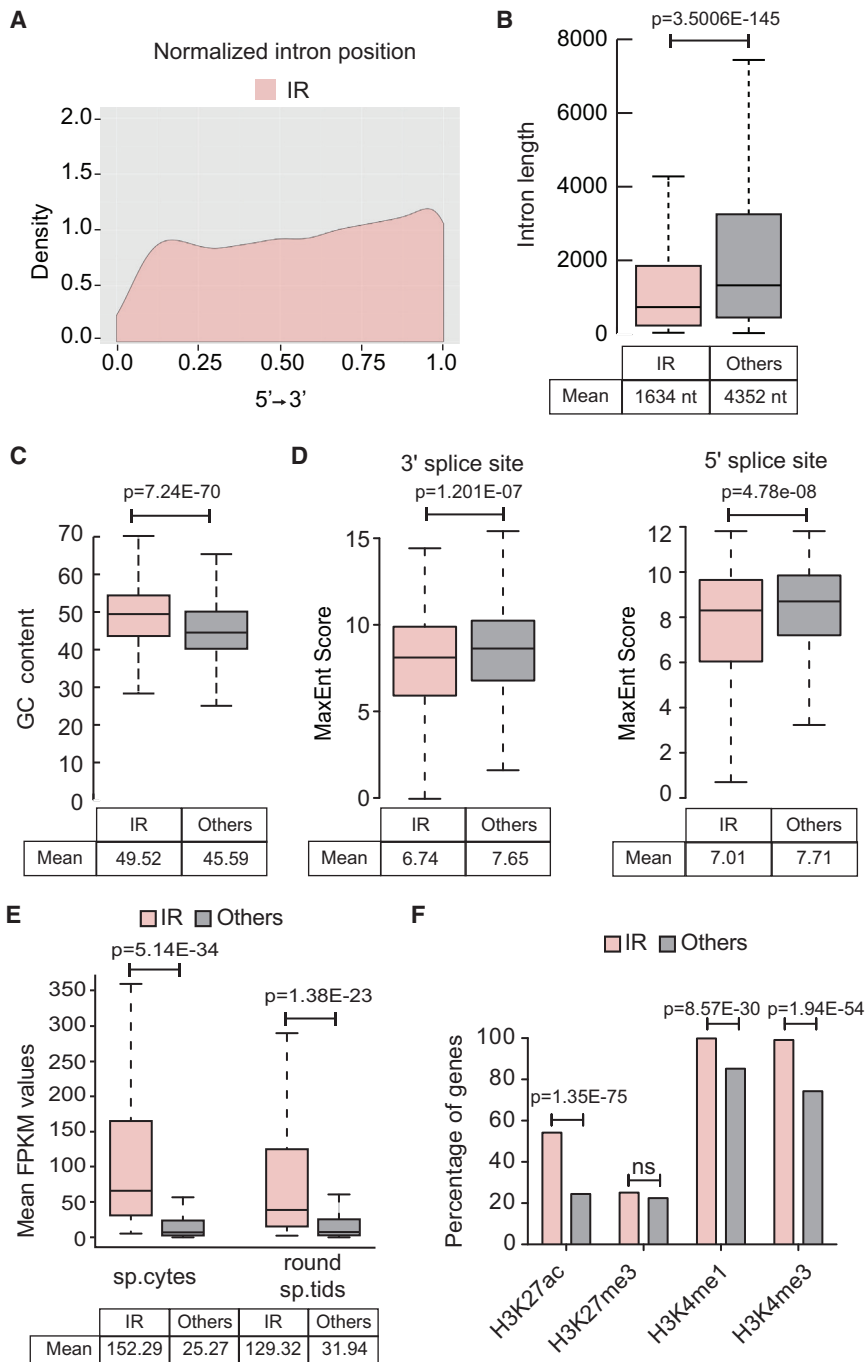 A
Normalized intron position
IR
2.0
1.5
1.0
0.5
0.0
Density
0.0 0.25 0.50 0.75 1.0
5'→3'
B
p=3.5006E-145
8000
6000
4000
2000
0
Intron length
IR Others
Mean 1634 nt 4352 nt
C
p=7.24E-70
70
60
50
40
30
20
10
0
GC content
IR Others
Mean 49.52 45.59
D
3' splice site
p=1.201E-07
15
10
5
0
MaxEnt Score
IR Others
Mean 6.74 7.65
5' splice site
p=4.78e-08
12
10
8
6
4
2
0
MaxEnt Score
IR Others
Mean 7.01 7.71
E
IR Others
p=5.14E-34
p=1.38E-23
350
300
250
200
150
100
50
0
Mean FPKM values
sp.cytes
round
sp.tids
IR Others IR Others
Mean 152.29 25.27 129.32 31.94
F
IR Others
p=8.57E-30 p=1.94E-54
p=1.35E-75
ns
100
80
60
40
20
0
Percentage of genes
H3K27ac H3K27me3 H3K4me1 H3K4me3